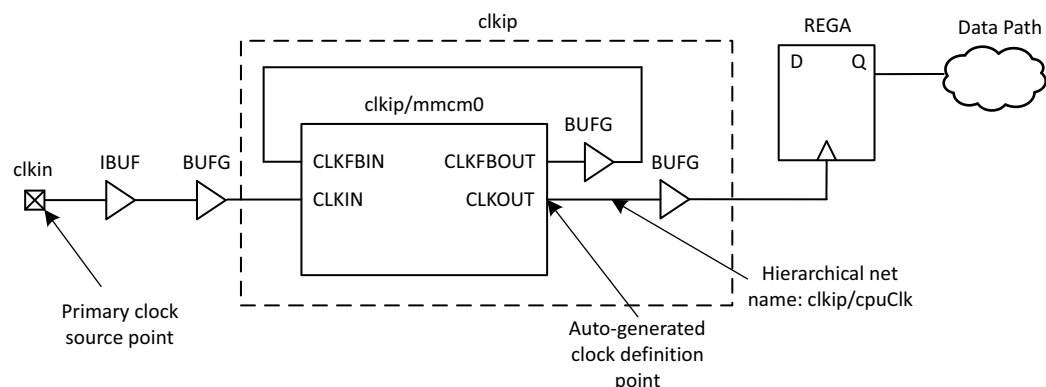 clkip
REGA
Data Path
D
Q
clkip/mmcm0
BUFG
CLKFBIN
CLKFBOUT
IBUF
BUFG
BUFG
clkin
CLKIN
CLKOUT
Primary clock
source point
Hierarchical net
name: clkip/cpuClk
Auto-generated
clock definition
point